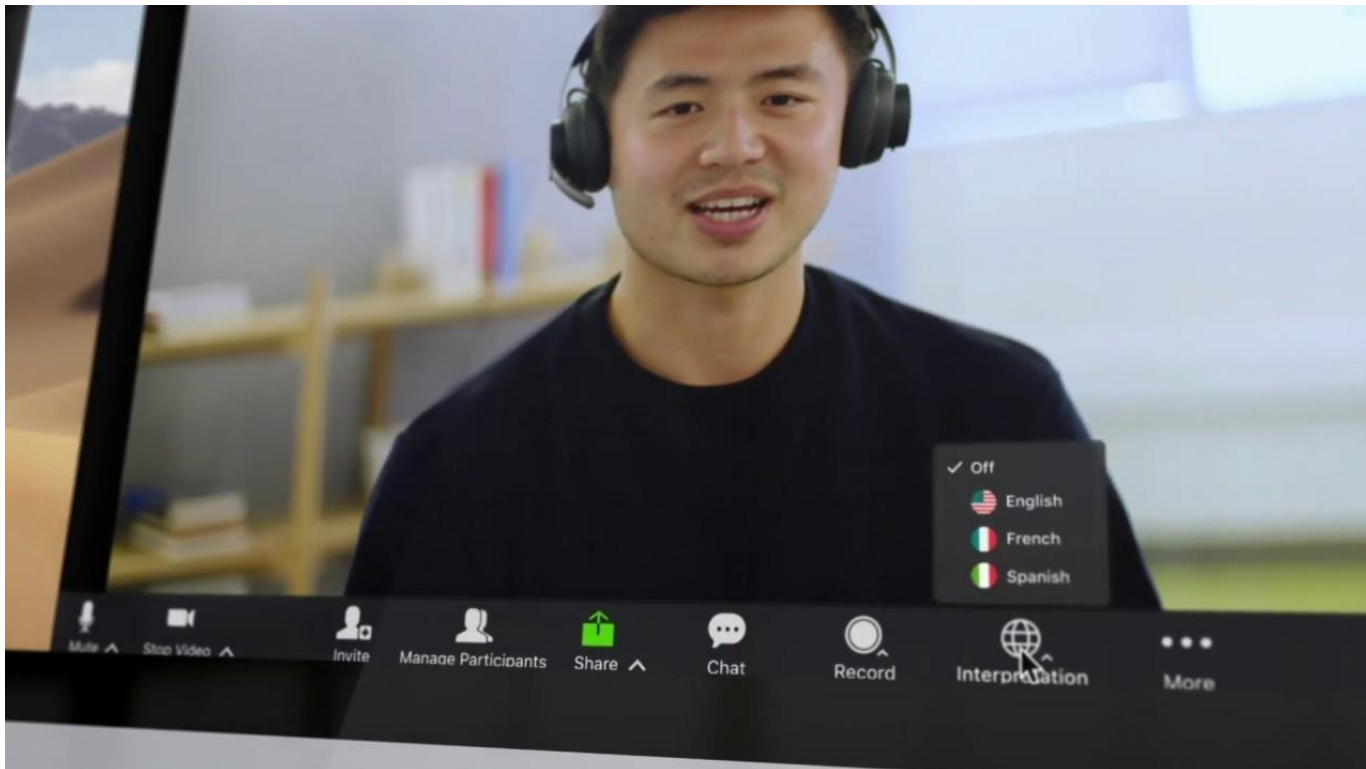 Off
English
French
Spanish
Mute
Stop Video
Invite
Manage Participants
Share
Chat
Record
Interpretation
More